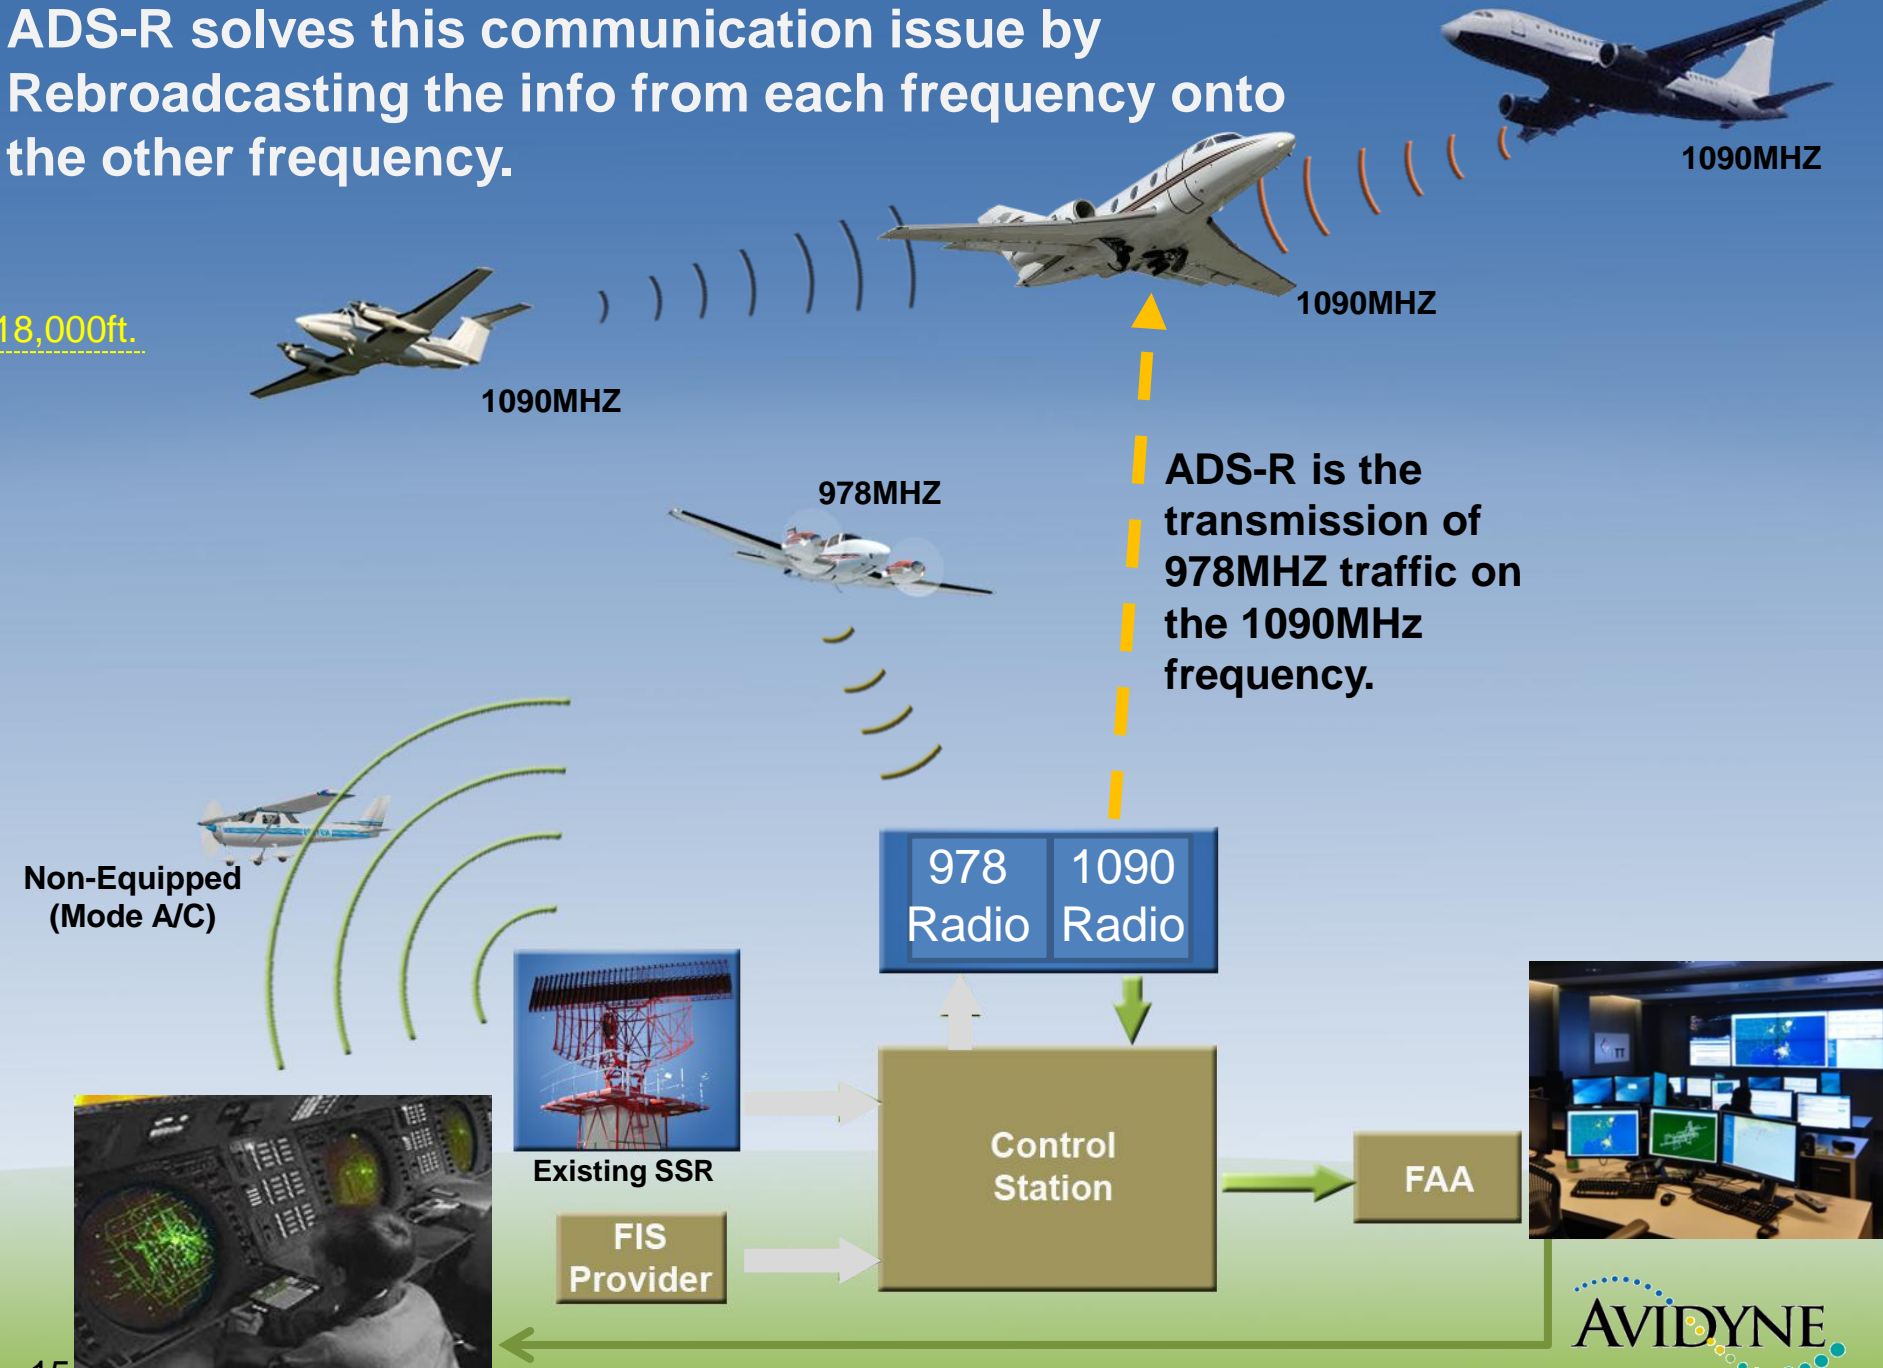 ADS-R solves this communication issue by
Rebroadcasting the info from each frequency onto
the other frequency.
1090MHZ
1090MHZ
18,000ft.
1090MHZ
978MHZ
ADS-R is the
transmission of
978MHZ traffic on
the 1090MHz
frequency.
Non-Equipped
(Mode A/C)
978
Radio
1090
Radio
Existing SSR
Control
Station
FAA
FIS
Provider
AVIDYNE
15